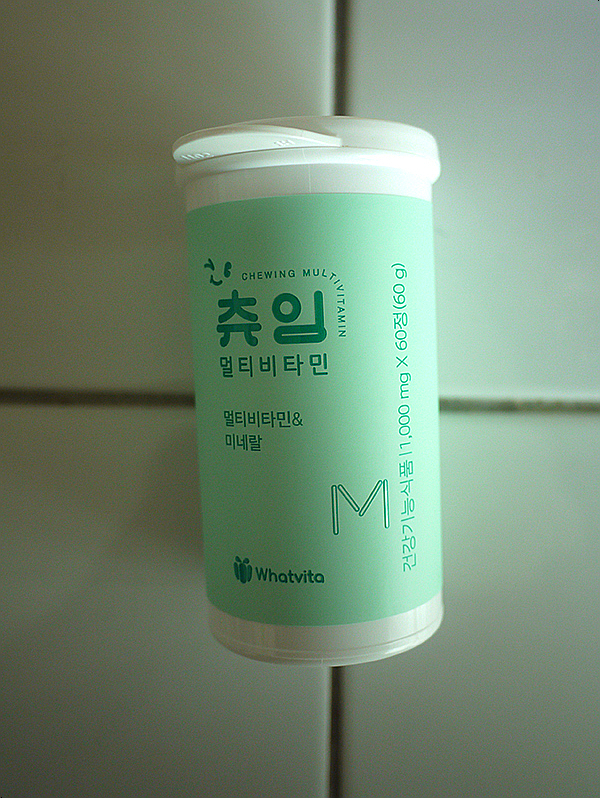 CHEWING MULTIVITAMIN
츄잉
멀티비타민
멀티비타민&
미네랄
M
Whatvita
건강기능식품 | 1,000 mg X 60정(60 g)